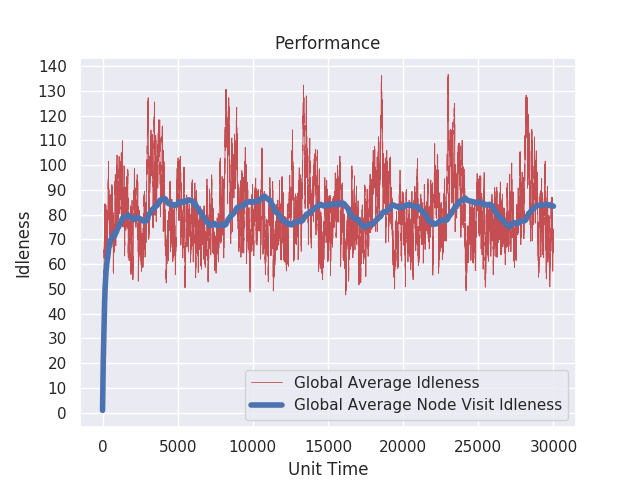 Performance
140
130
120
110
100
90
80
70
60
50
40
30
20
10
0
Idleness
Global Average Idleness
Global Average Node Visit Idleness
0 5000 10000 15000 20000 25000 30000
Unit Time